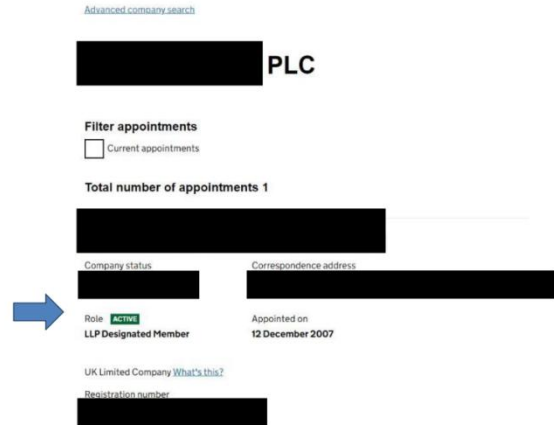 Advanced company search
PLC
Filter appointments
Current appointments
Total number of appointments 1
Company status Correspondence address
Role ACTIVE Appointed on
LLP Designated Member 12 December 2007
UK Limited Company What's this?
Registration number